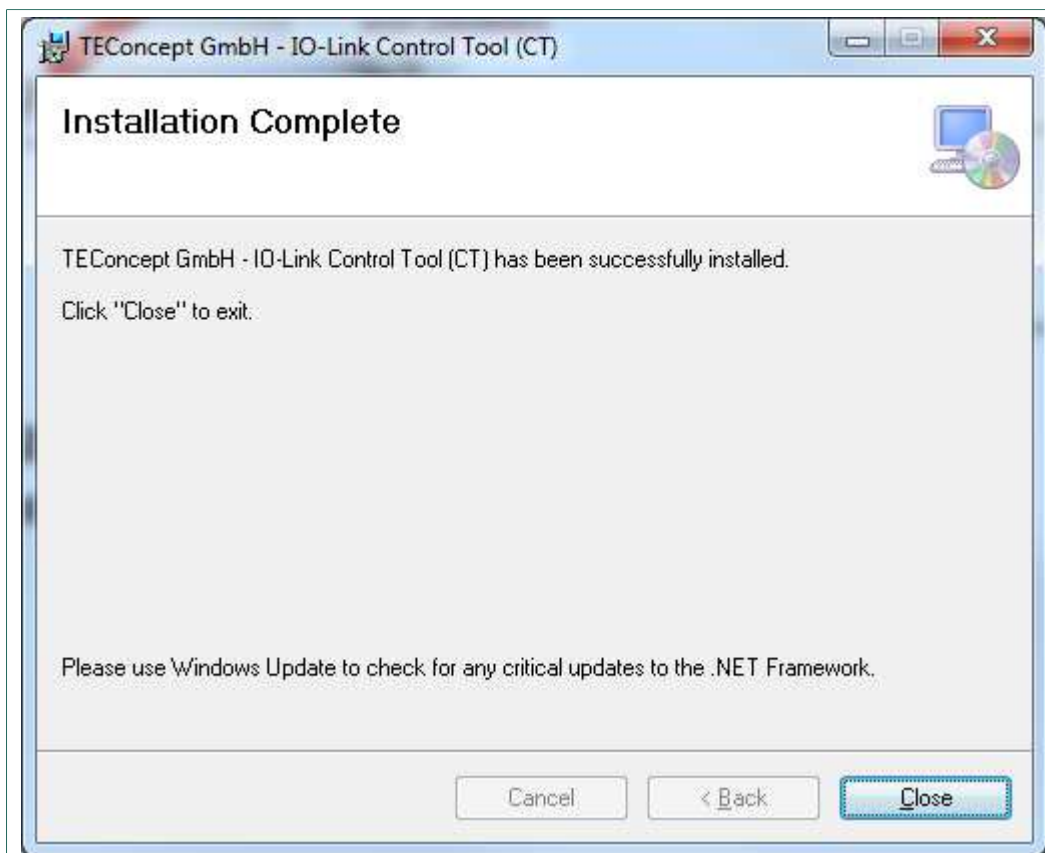 TEConcept GmbH - IO-Link Control Tool (CT)
Installation Complete
TEConcept GmbH - IO-Link Control Tool (CT) has been successfully installed.
Click "Close" to exit.
Please use Windows Update to check for any critical updates to the .NET Framework.
Cancel
< Back
Close